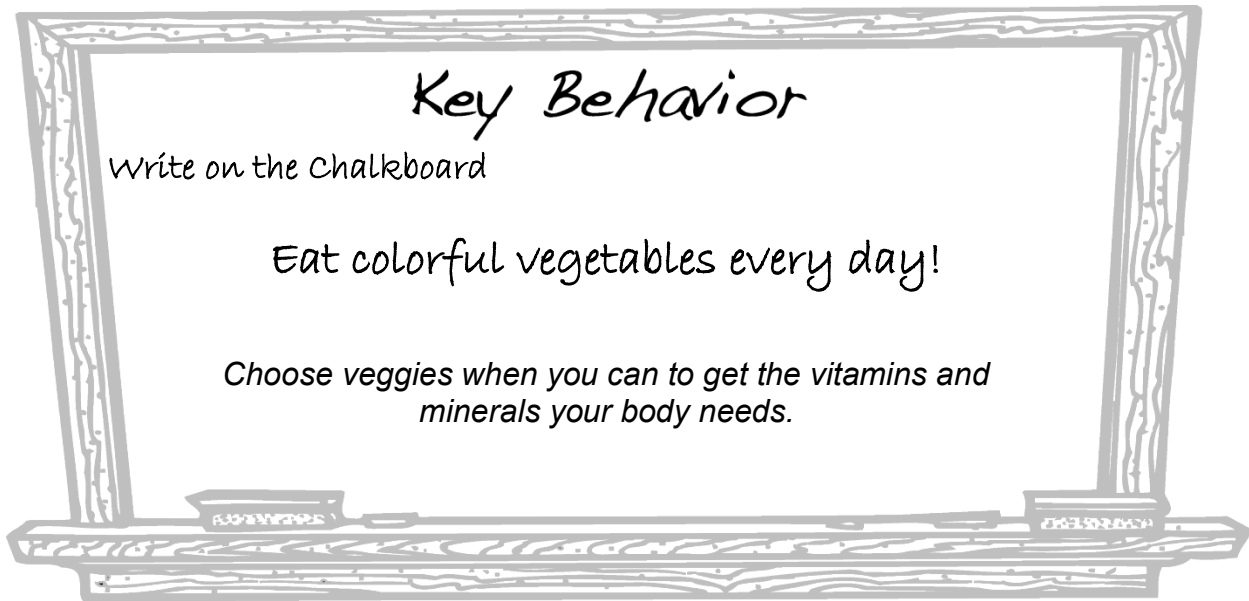 Key Behavior
Write on the Chalkboard
Eat colorful vegetables every day!
Choose veggies when you can to get the vitamins and
minerals your body needs.